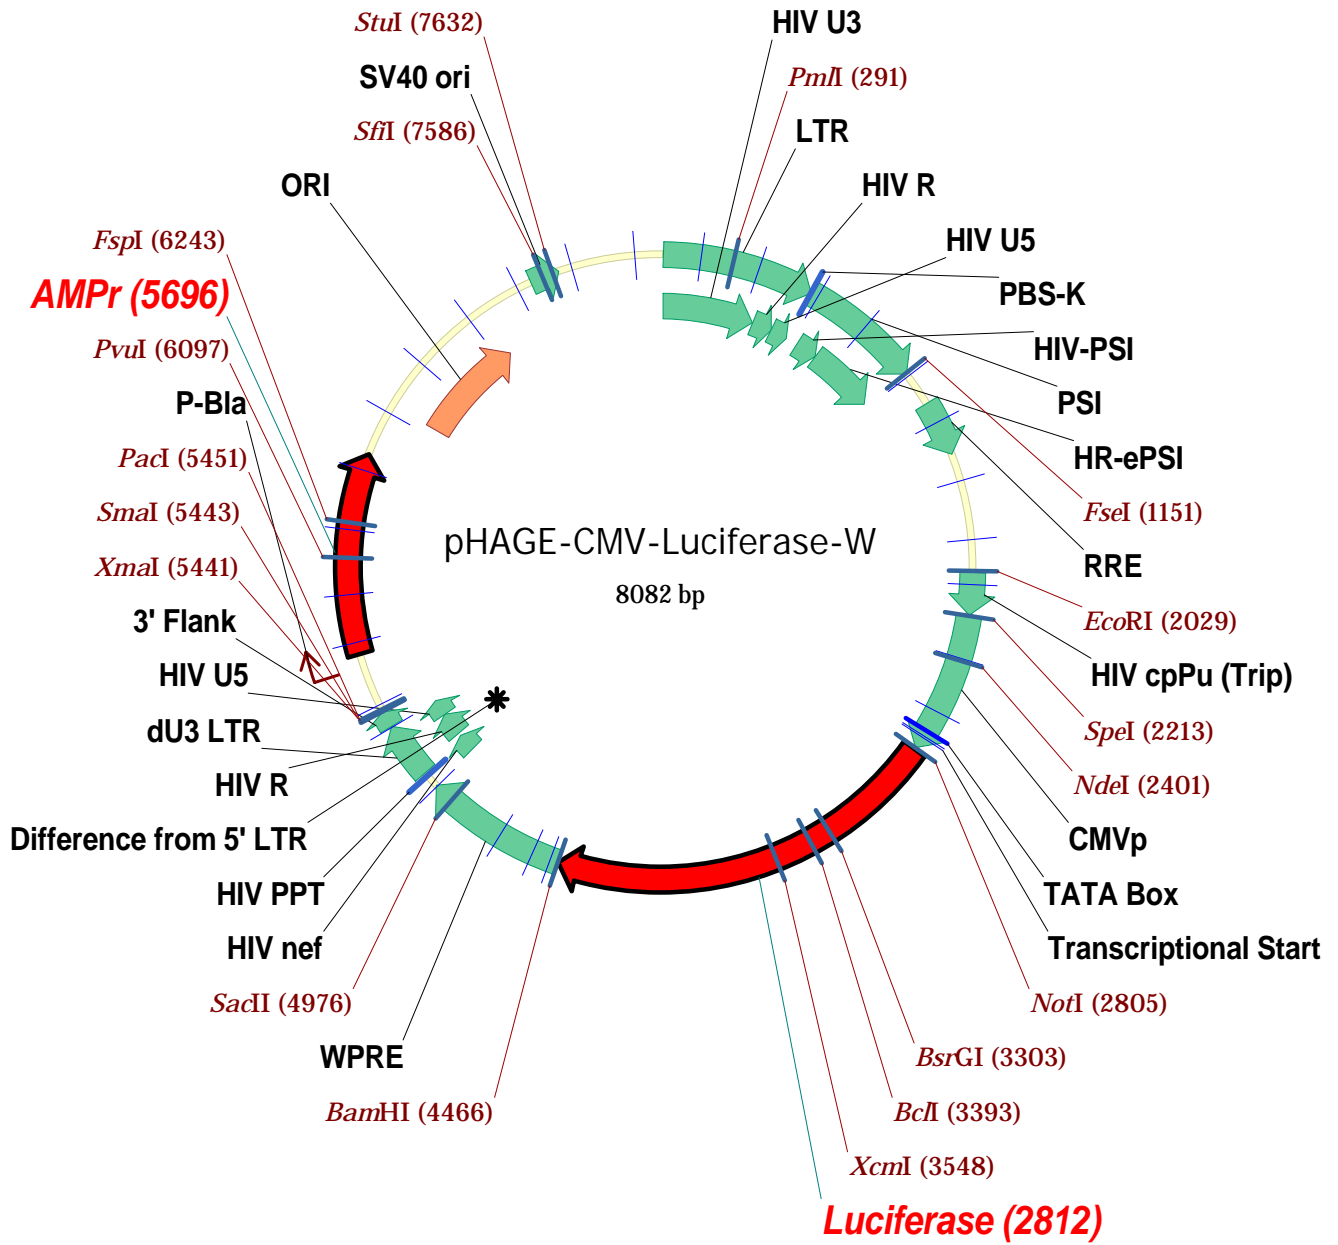 StuI (7632)
SV40 ori
SfiI (7586)
ORI
FspI (6243)
AMPr (5696)
PvuI (6097)
P-Bla
PacI (5451)
SmaI (5443)
XmaI (5441)
3' Flank
HIV U5
dU3 LTR
HIV R
Difference from 5' LTR
HIV PPT
HIV nef
SacII (4976)
WPRE
BamHI (4466)
pHAGE-CMV-Luciferase-W
8082 bp
HIV U3
PmlI (291)
LTR
HIV R
HIV U5
PBS-K
HIV-PSI
PSI
HR-ePSI
FseI (1151)
RRE
EcoRI (2029)
HIV cpPu (Trip)
SpeI (2213)
NdeI (2401)
CMVp
TATA Box
Transcriptional Start
NotI (2805)
BsrGI (3303)
BclI (3393)
XcmI (3548)
Luciferase (2812)